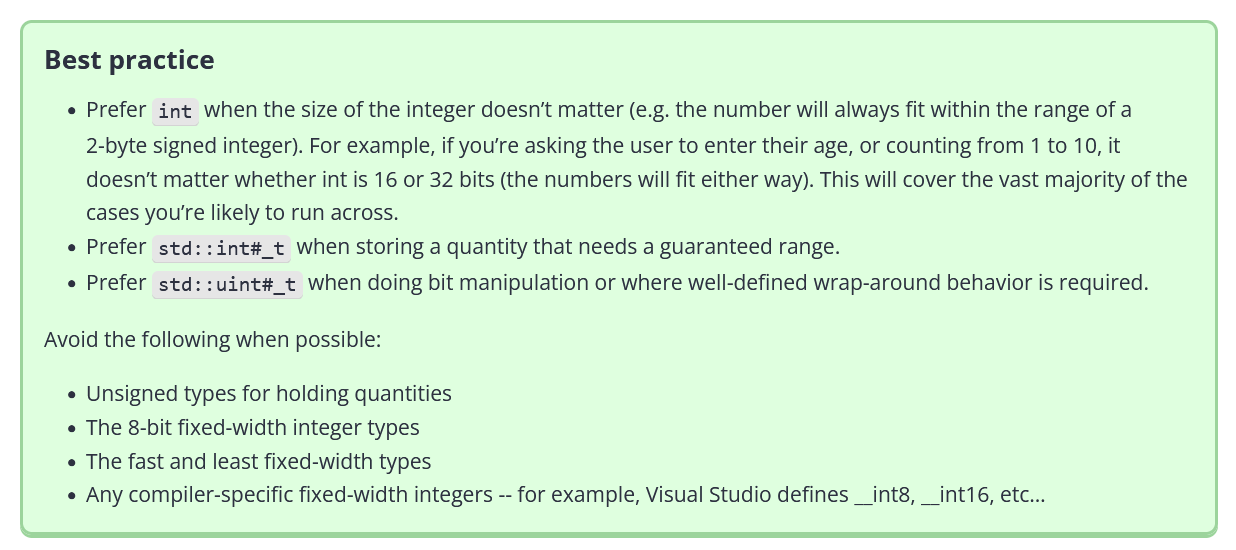 Best practice
• Prefer int when the size of the integer doesn’t matter (e.g. the number will always fit within the range of a
2-byte signed integer). For example, if you’re asking the user to enter their age, or counting from 1 to 10, it
doesn’t matter whether int is 16 or 32 bits (the numbers will fit either way). This will cover the vast majority of the
cases you’re likely to run across.
• Prefer std::int#_t when storing a quantity that needs a guaranteed range.
• Prefer std::uint#_t when doing bit manipulation or where well-defined wrap-around behavior is required.
Avoid the following when possible:
• Unsigned types for holding quantities
• The 8-bit fixed-width integer types
• The fast and least fixed-width types
• Any compiler-specific fixed-width integers -- for example, Visual Studio defines __int8, __int16, etc…